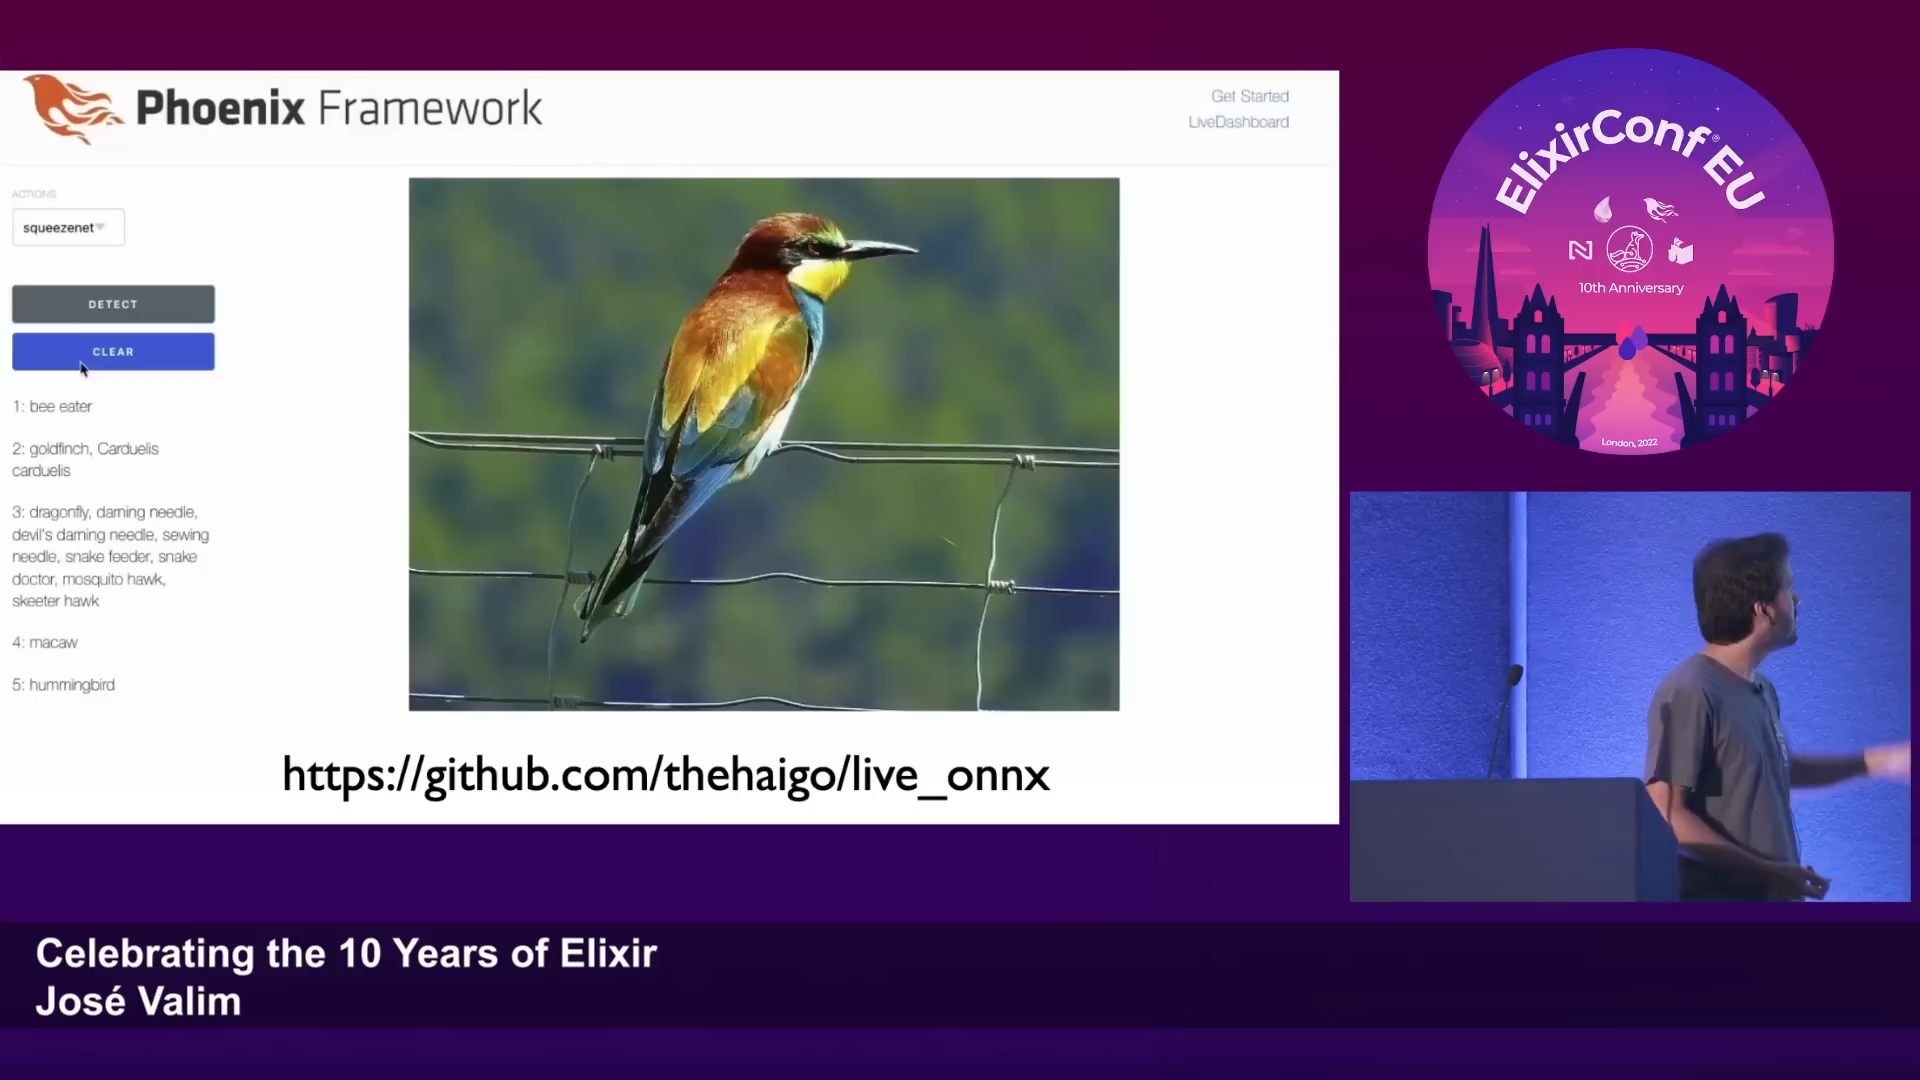 Phoenix Framework
Get Started
LiveDashboard
ACTIONS
squeezenet
DETECT
CLEAR
1: bee eater
2: goldfinch, Carduelis
carduelis
3: dragonfly, darning needle,
devil's darning needle, sewing
needle, snake feeder, snake
doctor, mosquito hawk,
skeeter hawk
4: macaw
5: hummingbird
https://github.com/thehaigo/live_onnx
ElixirConf® EU
10th Anniversary
London, 2022
Celebrating the 10 Years of Elixir
José Valim